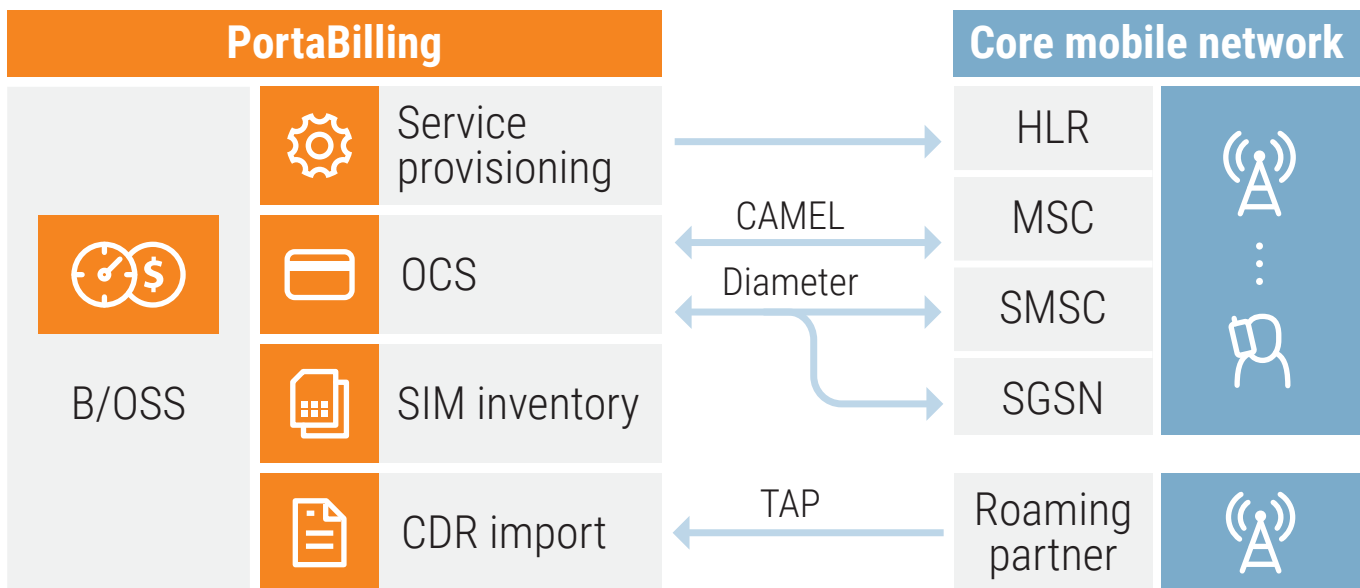 PortaBilling
Core mobile network
B/OSS
Service
provisioning
OCS
SIM inventory
CDR import
CAMEL
Diameter
TAP
HLR
MSC
SMSC
SGSN
Roaming
partner
$